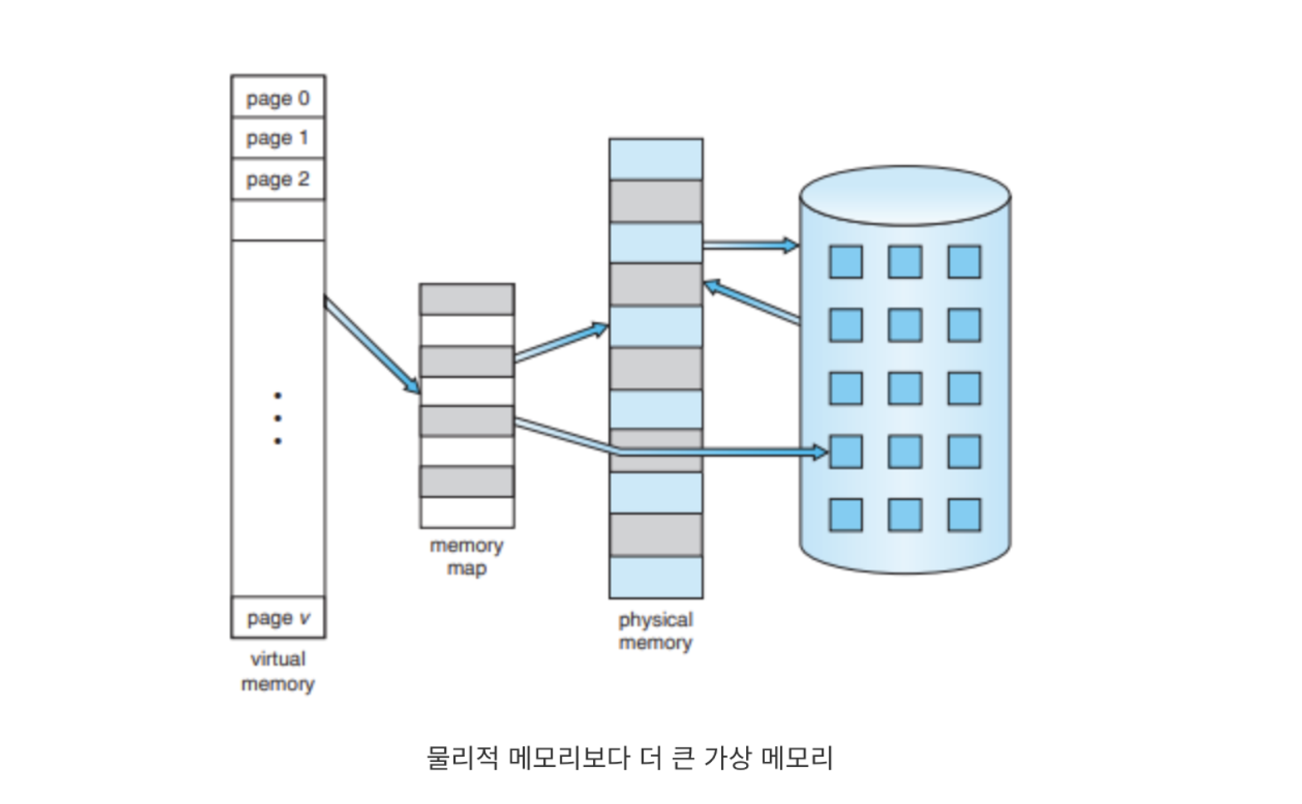 page 0
page 1
page 2
page v
virtual
memory
memory
map
physical
memory
물리적 메모리보다 더 큰 가상 메모리